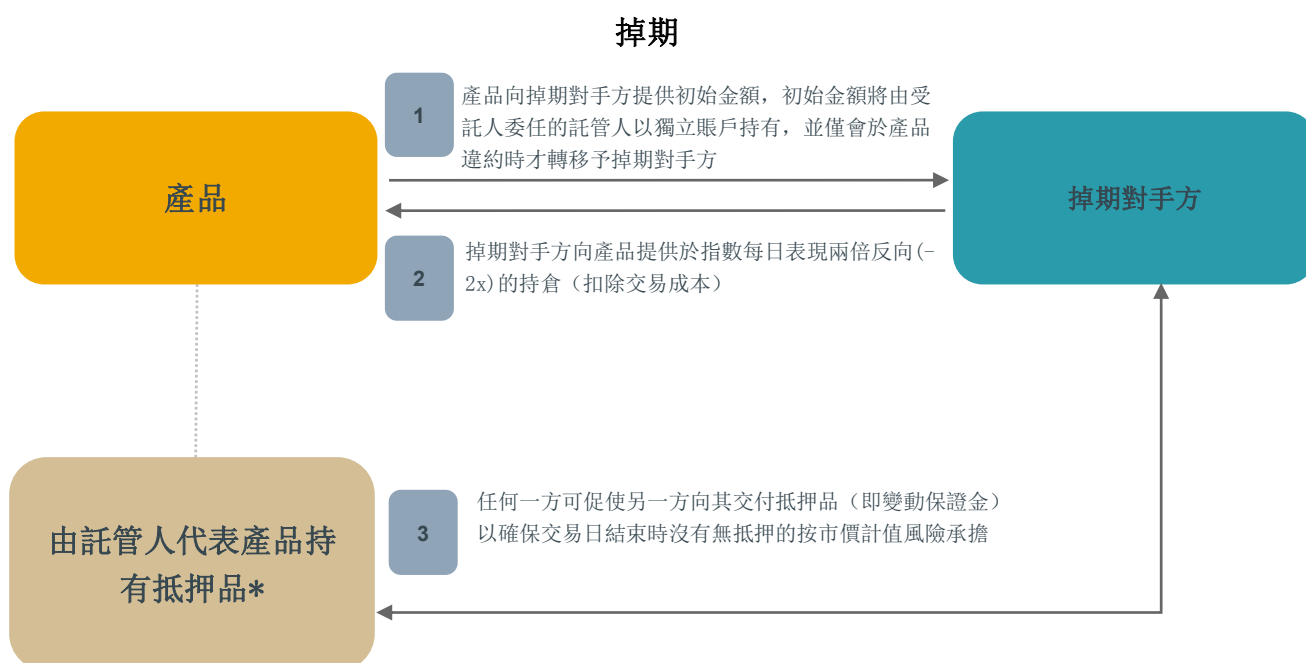 掉期
產品
1
產品向掉期對手方提供初始金額，初始金額將由受
託人委任的託管人以獨立賬戶持有，並僅會於產品
違約時才轉移予掉期對手方
掉期對手方
2
掉期對手方向產品提供於指數每日表現兩倍反向(-
2x)的持倉（扣除交易成本）
由託管人代表產品持
有抵押品*
3
任何一方可促使另一方向其交付抵押品（即變動保證金）
以確保交易日結束時沒有無抵押的按市價計值風險承擔